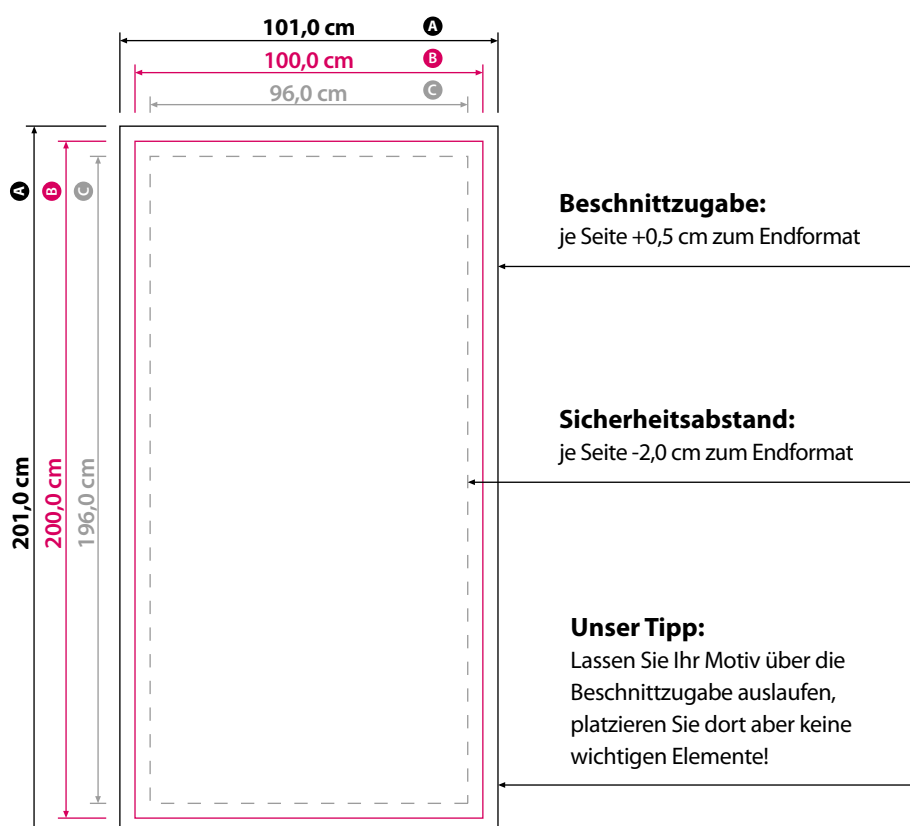 101,0 cm A
100,0 cm B
96,0 cm C
A B C
201,0 cm
200,0 cm
196,0 cm
Beschnittzugabe:
je Seite +0,5 cm zum Endformat
Sicherheitsabstand:
je Seite -2,0 cm zum Endformat
Unser Tipp:
Lassen Sie Ihr Motiv über die
Beschnittzugabe auslaufen,
platzieren Sie dort aber keine
wichtigen Elemente!